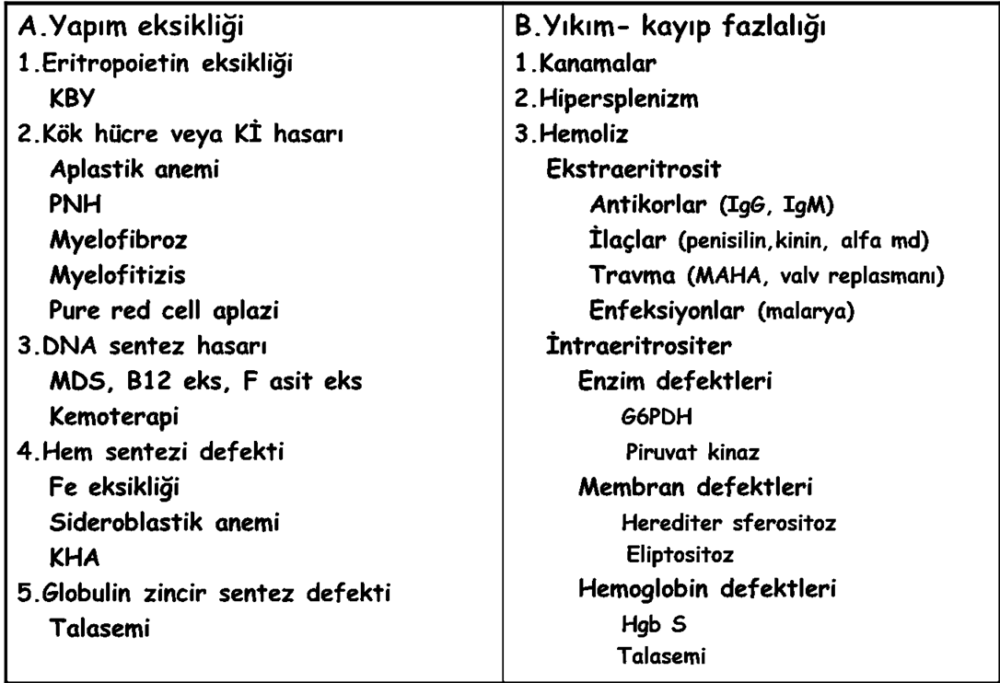 A.Yapım eksikliği
1.Eritropoietin eksikliği
KBY
2.Kök hücre veya Kİ hasarı
Aplastik anemi
PNH
Myelofibroz
Myelofitizis
Pure red cell aplazi
3.DNA sentez hasarı
MDS, B12 eks, F asit eks
Kemoterapi
4.Hem sentezi defekti
Fe eksikliği
Sideroblastik anemi
KHA
5.Globulin zincir sentez defekti
Talasemi
B.Yıkım- kayıp fazlalığı
1.Kanamalar
2.Hipersplenizm
3.Hemoliz
Ekstraeritrosit
Antikorlar (IgG, IgM)
İlaçlar (penisilin,kinin, alfa md)
Travma (MAHA, valv replasmanı)
Enfeksiyonlar (malarya)
İntraeritrositer
Enzim defektleri
G6PDH
Piruvat kinaz
Membran defektleri
Herediter sferositoz
Eliptositoz
Hemoglobin defektleri
Hgb S
Talasemi